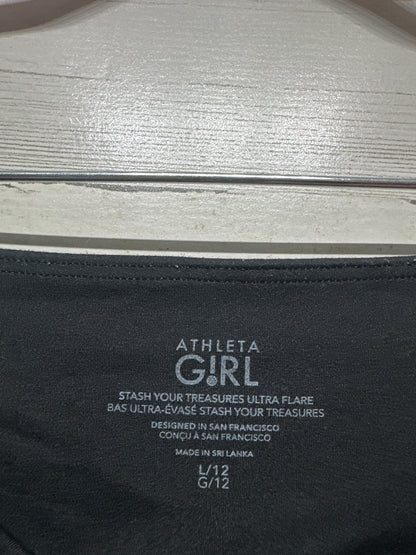 ATHLETA
G!RL
STASH YOUR TREASURES ULTRA FLARE
BAS ULTRA-ÉVASÉ STASH YOUR TREASURES
DESIGNED IN SAN FRANCISCO
CONÇU À SAN FRANCISCO
MADE IN SRI LANKA
L/12
G/12